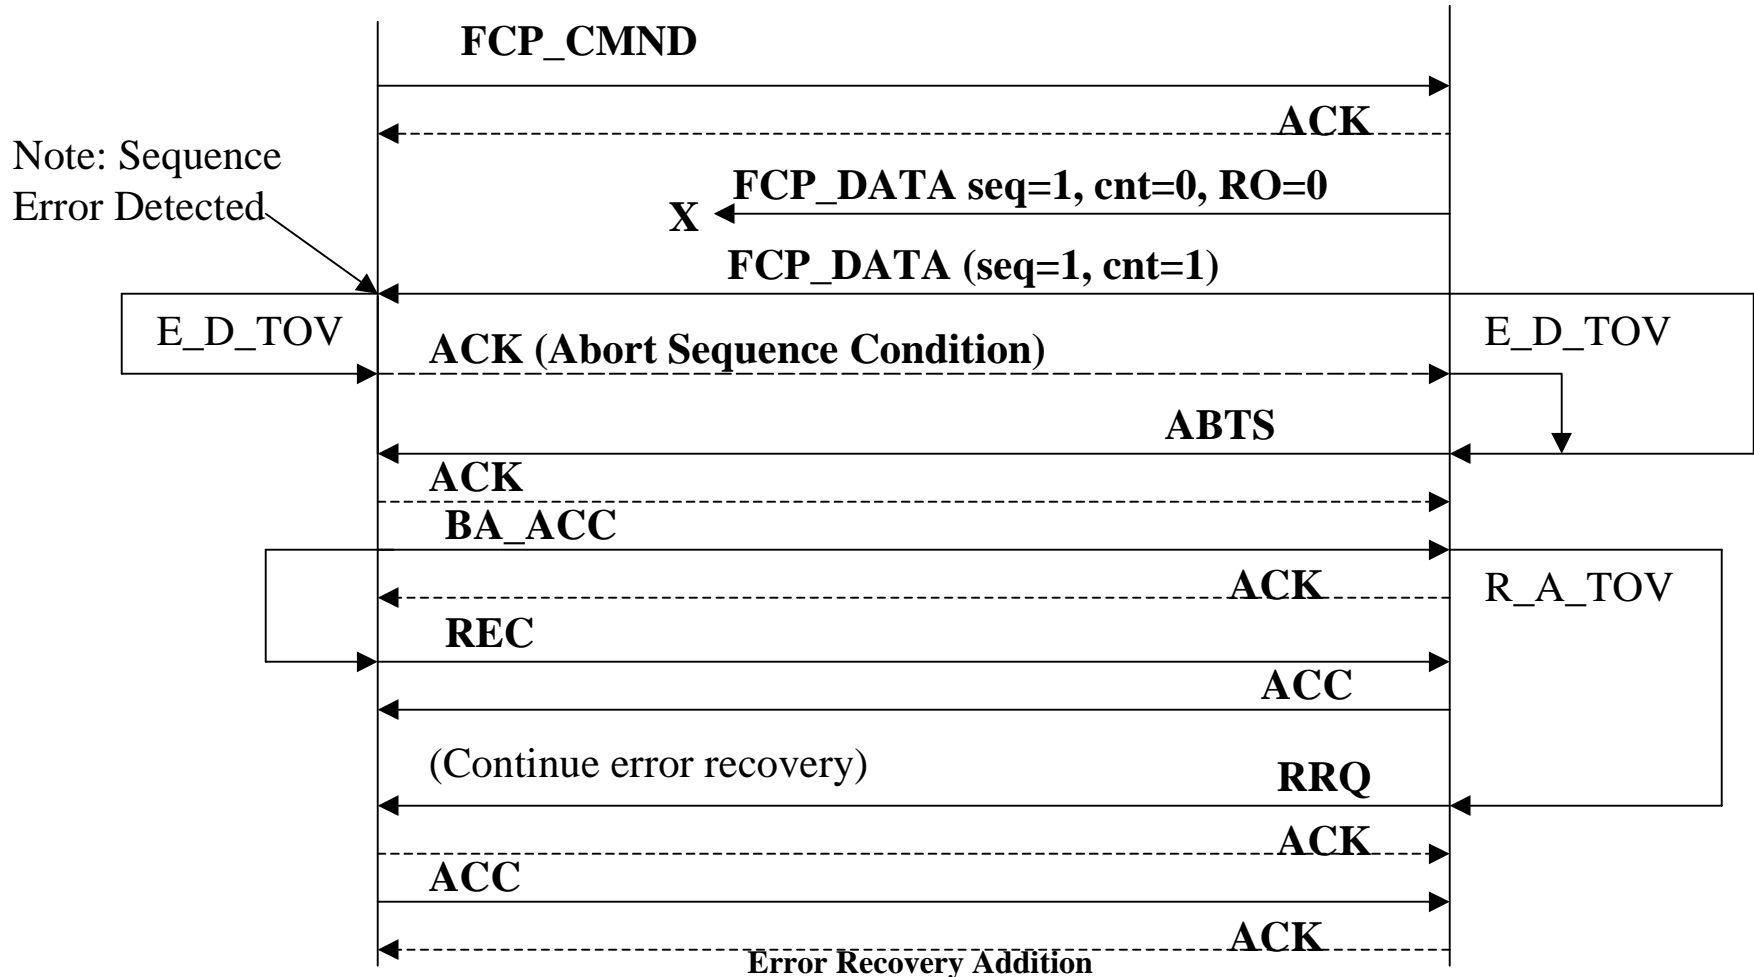 FCP_CMND
ACK
Note: Sequence
Error Detected
FCP_DATA seq=1, cnt=0, RO=0
X
FCP_DATA (seq=1, cnt=1)
E_D_TOV
E_D_TOV
ACK (Abort Sequence Condition)
ABTS
ACK
BA_ACC
ACK
R_A_TOV
REC
ACC
(Continue error recovery)
RRQ
ACK
ACC
ACK
Error Recovery Addition